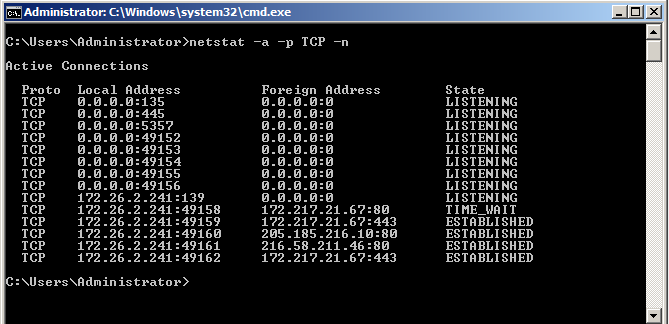 Administrator: C:\Windows\system32\cmd.exe
C:\Users\Administrator>netstat -a -p TCP -n
Active Connections
Proto Local Address Foreign Address State
TCP 0.0.0.0:135 0.0.0.0:0 LISTENING
TCP 0.0.0.0:445 0.0.0.0:0 LISTENING
TCP 0.0.0.0:5357 0.0.0.0:0 LISTENING
TCP 0.0.0.0:49152 0.0.0.0:0 LISTENING
TCP 0.0.0.0:49153 0.0.0.0:0 LISTENING
TCP 0.0.0.0:49154 0.0.0.0:0 LISTENING
TCP 0.0.0.0:49155 0.0.0.0:0 LISTENING
TCP 0.0.0.0:49156 0.0.0.0:0 LISTENING
TCP 172.26.2.241:139 0.0.0.0:0 LISTENING
TCP 172.26.2.241:49158 172.217.21.67:80 TIME_WAIT
TCP 172.26.2.241:49159 172.217.21.67:443 ESTABLISHED
TCP 172.26.2.241:49160 205.185.216.10:80 ESTABLISHED
TCP 172.26.2.241:49161 216.58.211.46:80 ESTABLISHED
TCP 172.26.2.241:49162 172.217.21.67:443 ESTABLISHED
C:\Users\Administrator>